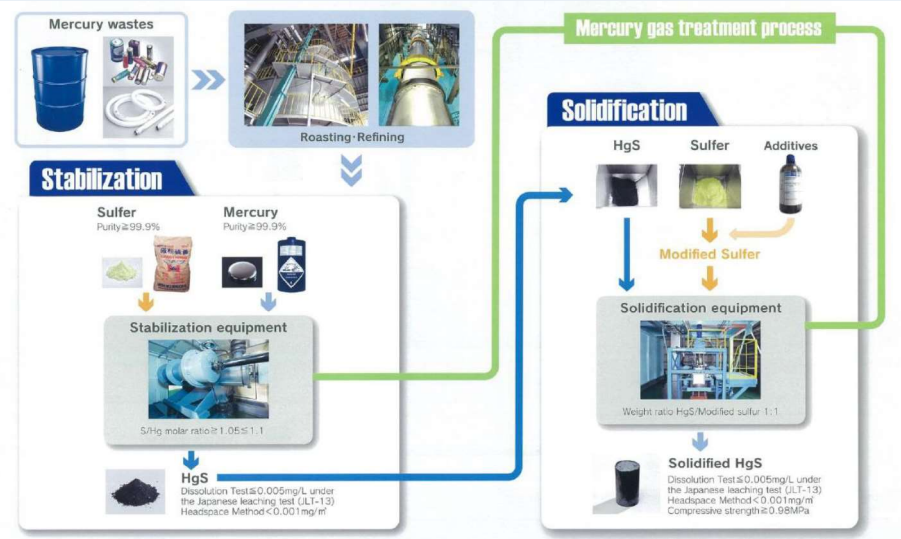 Mercury wastes
Roasting・Refining
Mercury gas treatment process
Stabilization
Sulfer
Purity≧99.9%
Mercury
Purity≧99.9%
Stabilization equipment
S/Hg molar ratio≧1.05≦1.1
HgS
Dissolution Test≦0.005mg/L under
the Japanese leaching test (JLT-13)
Headspace Method<0.001mg/㎥
Solidification
HgS
Sulfer
Additives
Modified Sulfer
Solidification equipment
Weight ratio HgS/Modified sulfur 1:1
Solidified HgS
Dissolution Test≦0.005mg/L under
the Japanese leaching test (JLT-13)
Headspace Method<0.001mg/㎥
Compressive strength≧0.98MPa